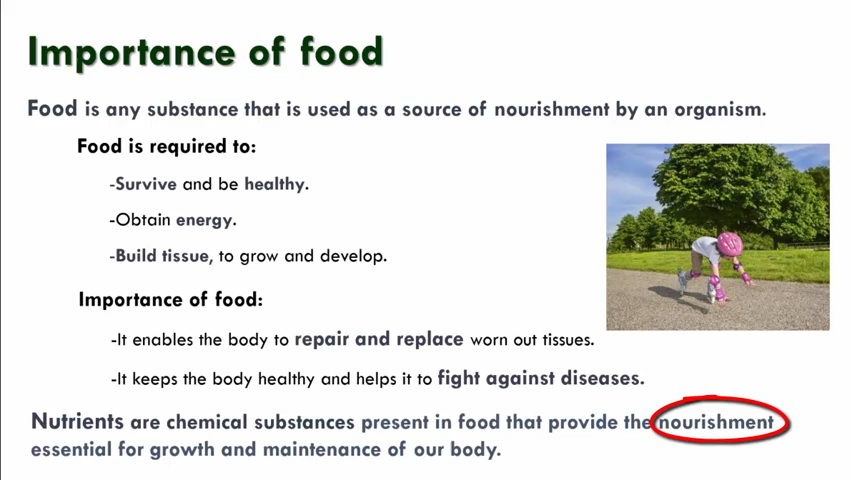 Importance of food
Food is any substance that is used as a source of nourishment by an organism.
Food is required to:
-Survive and be healthy.
-Obtain energy.
-Build tissue, to grow and develop.
Importance of food:
-It enables the body to repair and replace worn out tissues.
-It keeps the body healthy and helps it to fight against diseases.
Nutrients are chemical substances present in food that provide the nourishment
essential for growth and maintenance of our body.